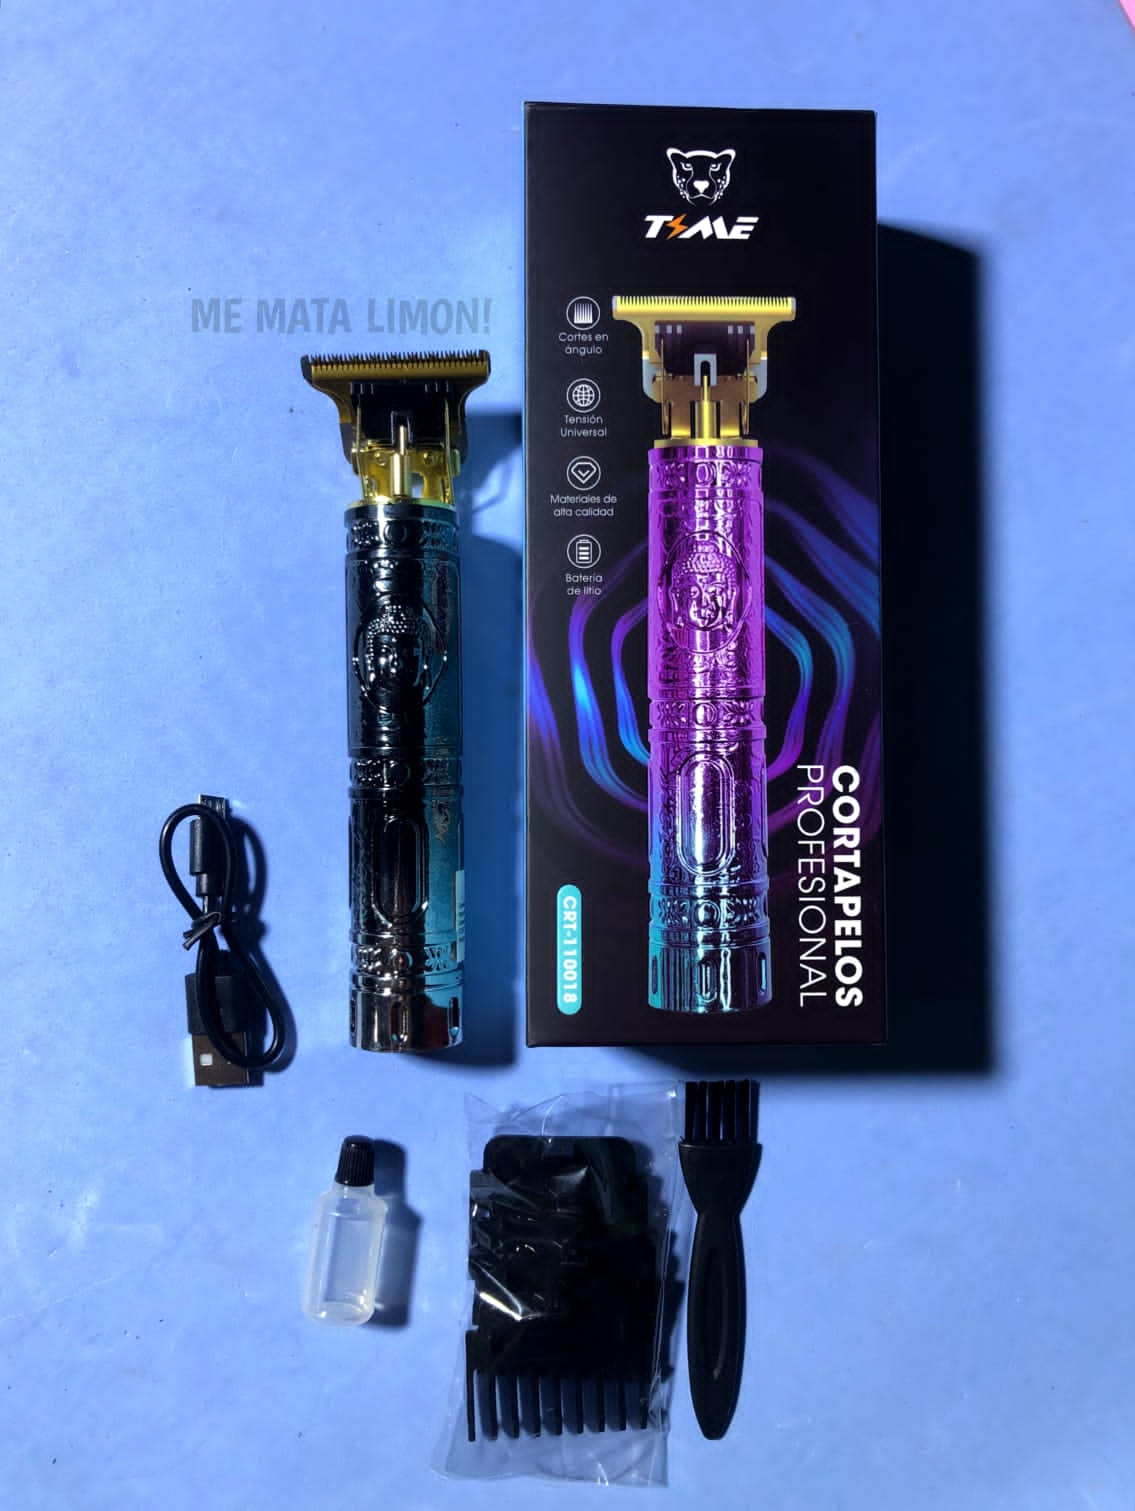 TIME
ME MATA LIMON!
Cortes en
ángulo
Tensión
Universal
Materiales de
alta calidad
Batería
de litio
CORTAPELOS
PROFESIONAL
CRT-110018